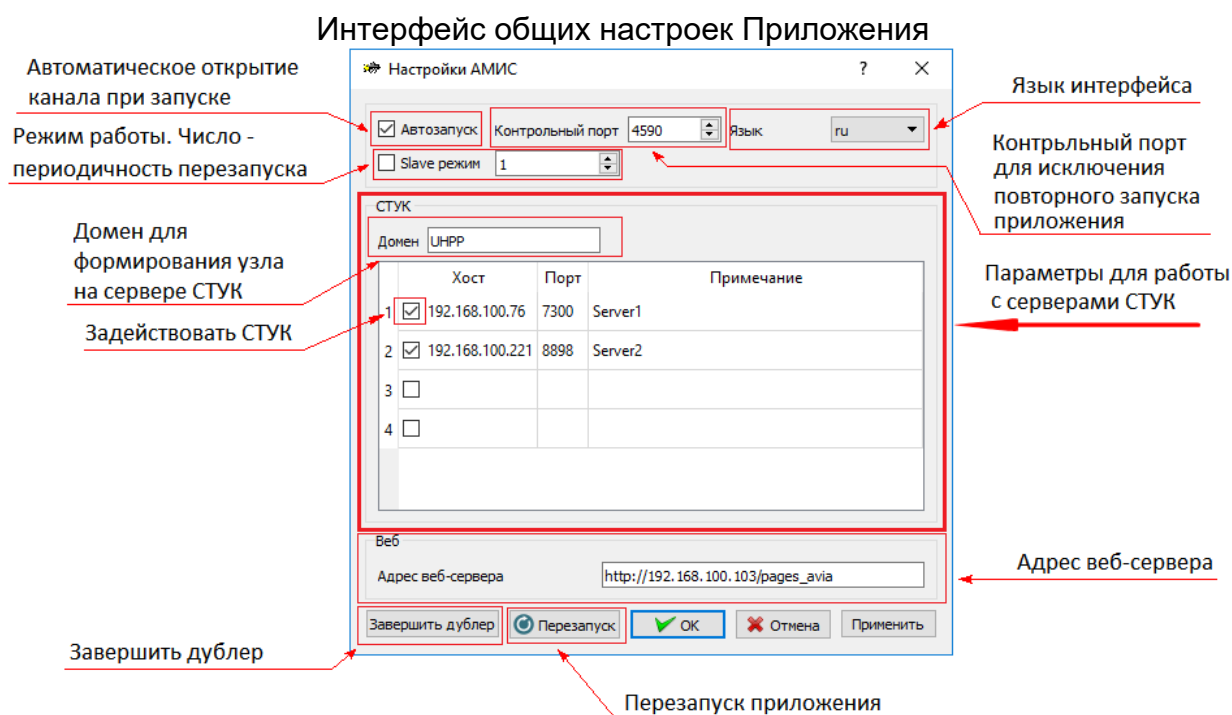 Интерфейс общих настроек Приложения
Автоматическое открытие
канала при запуске
Режим работы. Число -
периодичность перезапуска
Домен для
формирования узла
на сервере СТУК
Задействовать СТУК
Завершить дублер
Настройки АМИС
?
Автозапуск Контрольный порт 4590 Язык ru
Slave режим 1
СТУК
Домен UHPP
Хост Порт Примечание
1 192.168.100.76 7300 Server1
2 192.168.100.221 8898 Server2
3
4
Веб
Адрес веб-сервера http://192.168.100.103/pages_avia
Завершить дублер Перезапуск OK Отмена Применить
Язык интерфейса
Контрльный порт
для исключения
повторного запуска
приложения
Параметры для работы
с серверами СТУК
Адрес веб-сервера
Перезапуск приложения